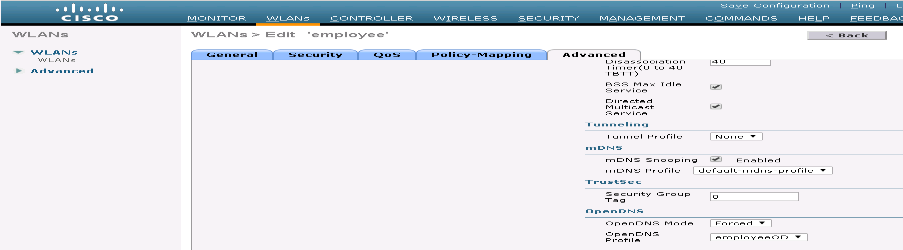 Save Configuration | Ping |
CISCO
MONITOR WLANs CONTROLLER WIRELESS SECURITY MANAGEMENT COMMANDS HELP FEEDBAC
WLANs
WLANs > Edit 'employee'
< Back
WLANs
WLANs
Advanced
General Security QoS Policy-Mapping Advanced
Disassociation
Timer(0 to 40
TBTT)
40
BSS Max Idle
Service
Directed
Multicast
Service
Tunneling
Tunnel Profile None
mDNS
mDNS Snooping Enabled
mDNS Profile default-mdns-profile
TrustSec
Security Group
Tag
0
OpenDNS
OpenDNS Mode Forced
OpenDNS
Profile
employeeOD